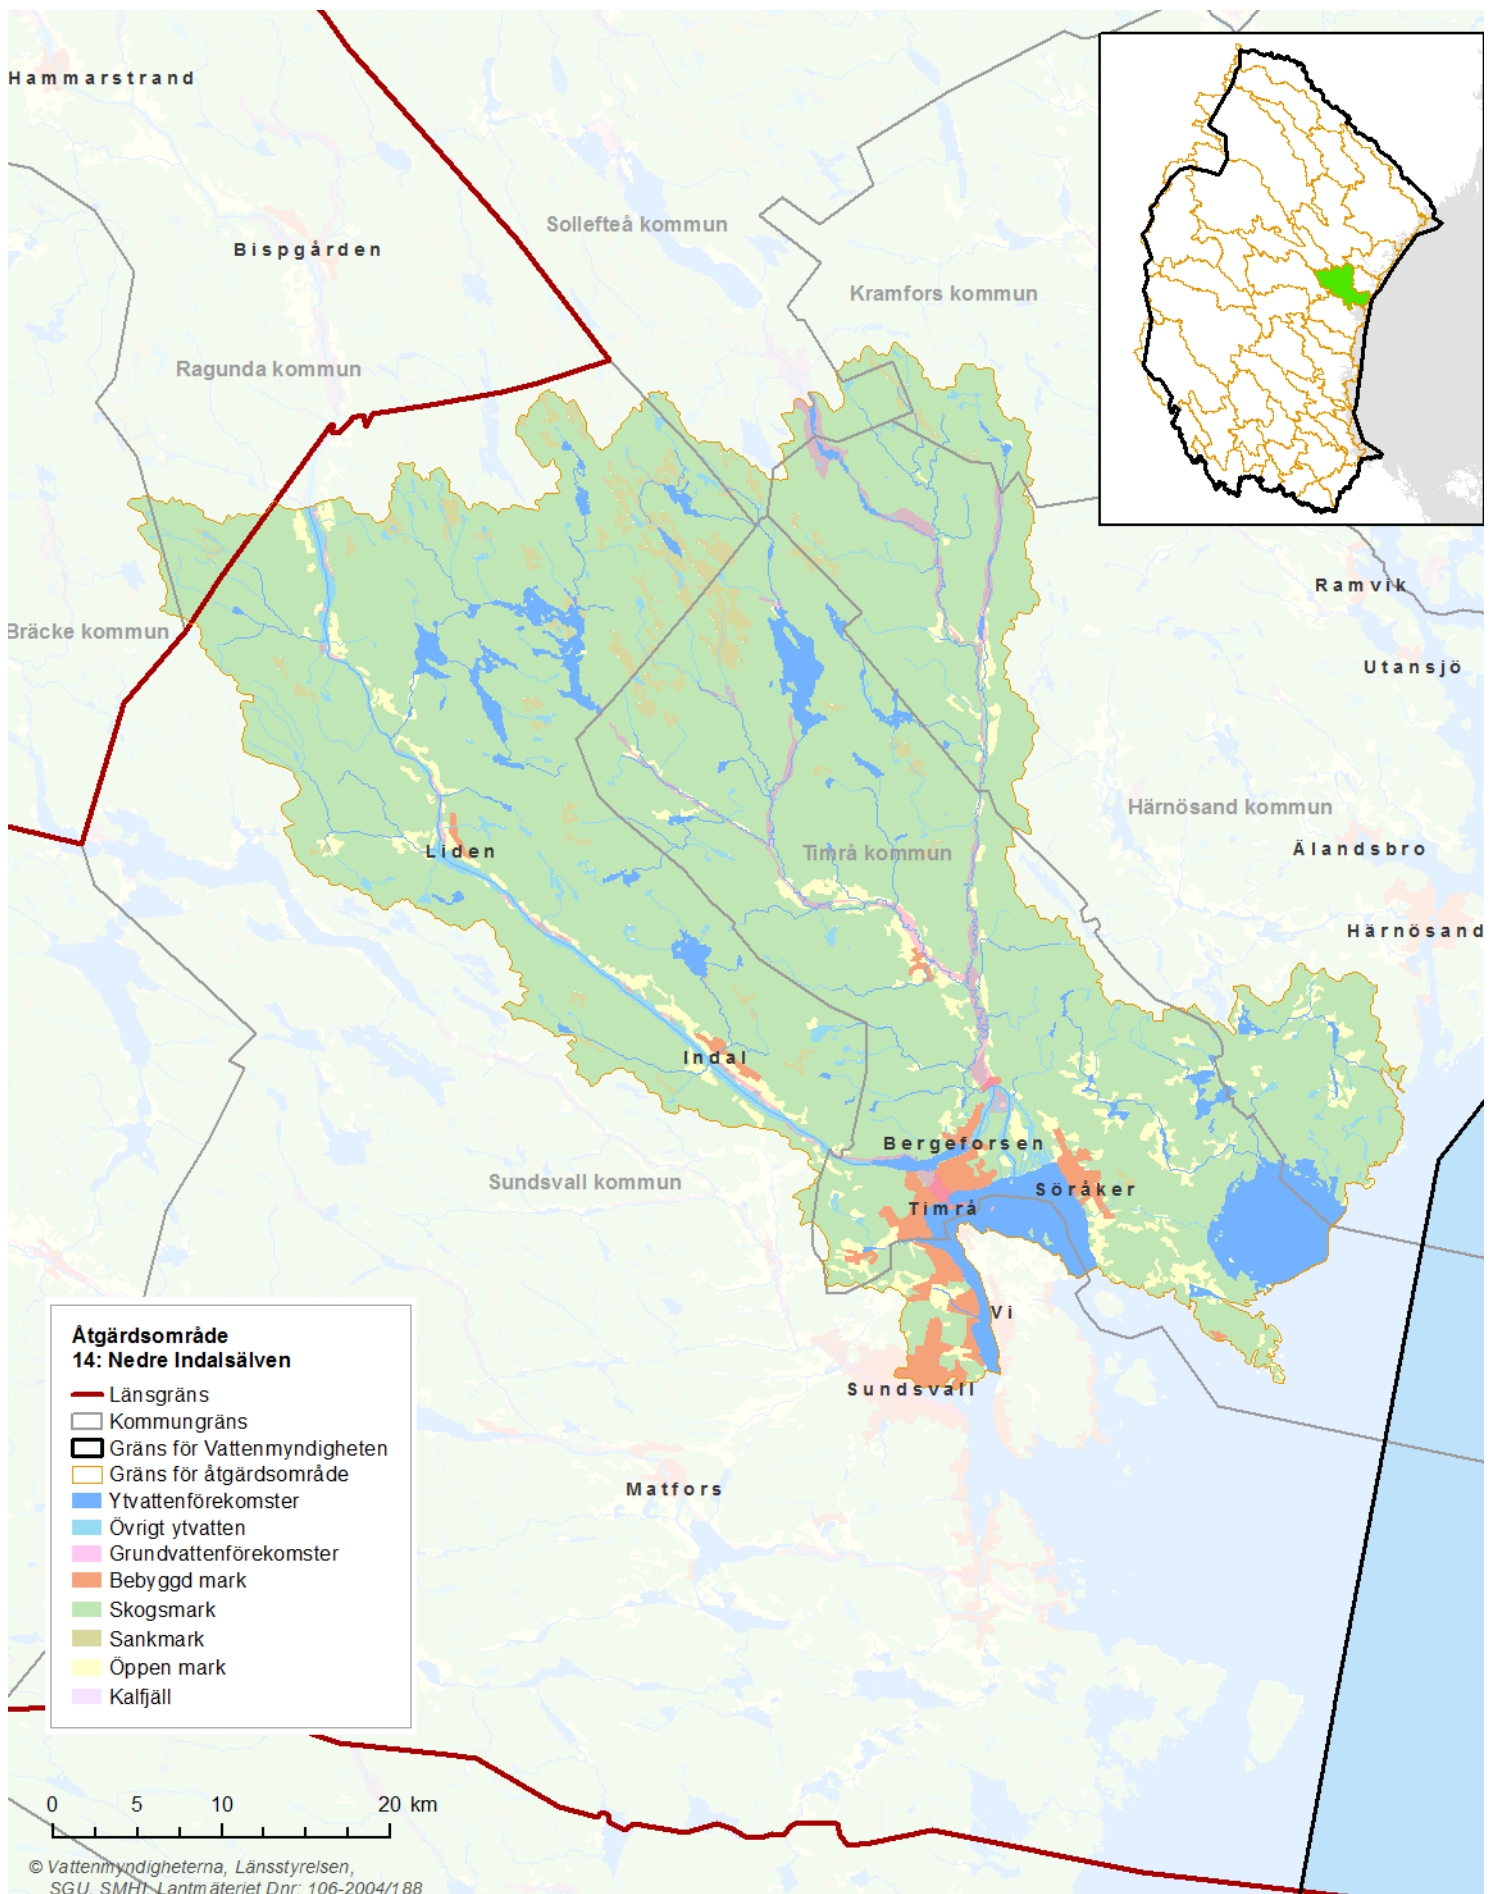 Hammarstrand
Sollefteå kommun
Bispgården
Kramfors kommun
Ragunda kommun
Ramvik
Bräcke kommun
Utansjö
Härnösand kommun
Liden
Timrå kommun
Älandsbro
Härnösand
Indal
Bergeforsen
Sundsvall kommun
Söråker
Timrå
Vi
Sundsvall
Matfors
Åtgärdsområde
14: Nedre Indalsälven
Länsgräns
Kommungräns
Gräns för Vattenmyndigheten
Gräns för åtgärdsområde
Ytvattenförekomster
Övrigt ytvatten
Grundvattenförekomster
Bebyggd mark
Skogsmark
Sankmark
Öppen mark
Kalfjäll
0 5 10 20 km
© Vattenmyndigheterna, Länsstyrelsen,
SGU, SMHI, Lantmäteriet Dnr: 106-2004/188